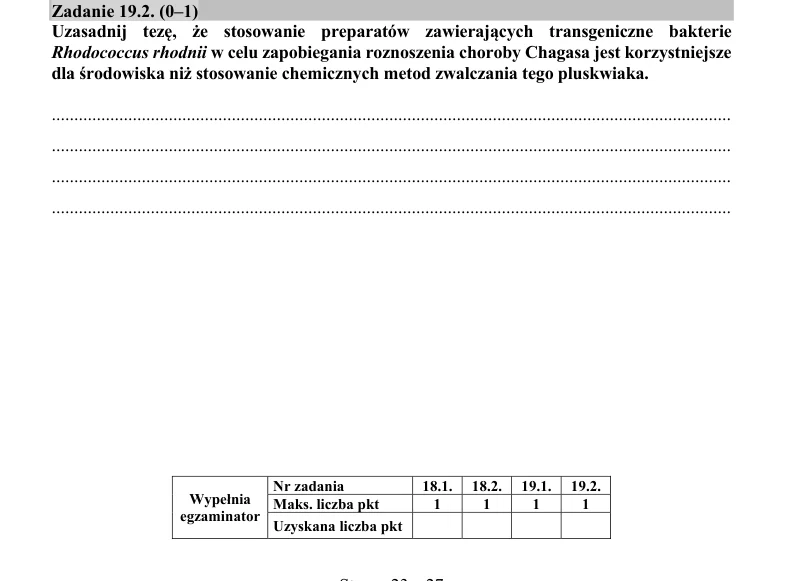 Zadanie 19.2. (0–1)
Uzasadnij tezę, że stosowanie preparatów zawierających transgeniczne bakterie
Rhodococcus rhodnii w celu zapobiegania roznoszenia choroby Chagasa jest korzystniejsze
dla środowiska niż stosowanie chemicznych metod zwalczania tego pluskwiaka.
Wypełnia egzaminator
Nr zadania 18.1. 18.2. 19.1. 19.2.
Maks. liczba pkt 1 1 1 1
Uzyskana liczba pkt